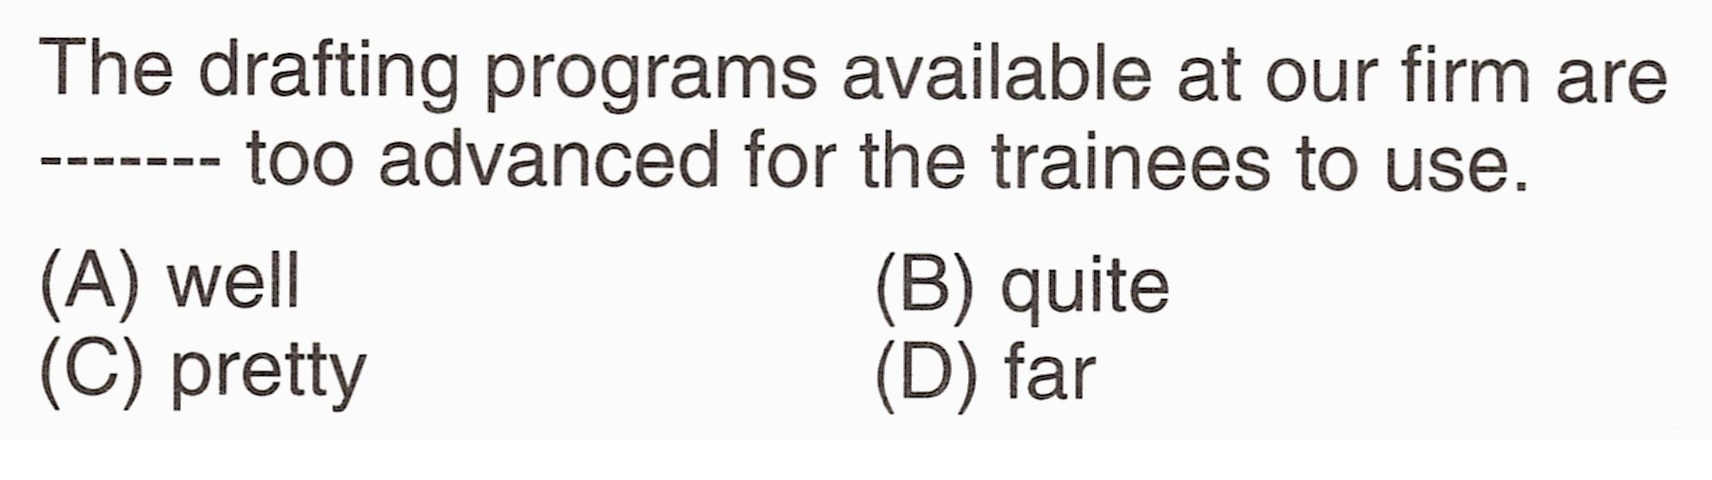 The drafting programs available at our firm are
------- too advanced for the trainees to use.
(A) well (B) quite
(C) pretty (D) far